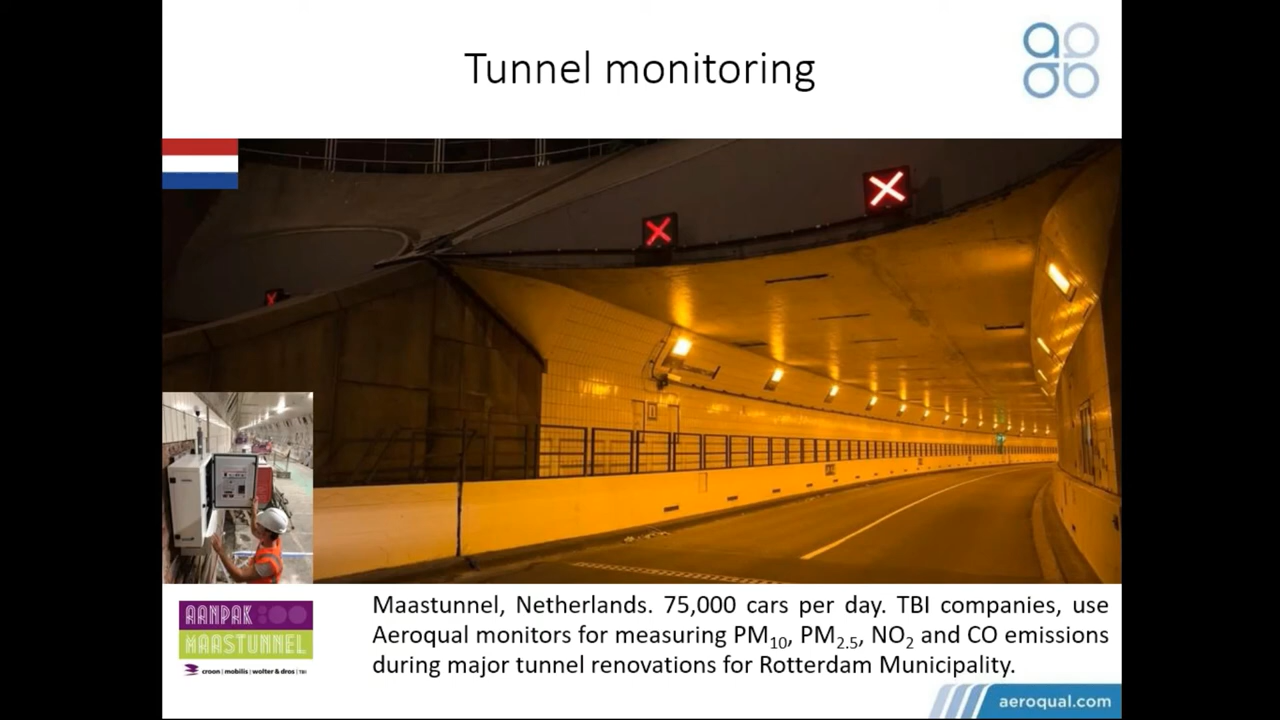 Tunnel monitoring
AANPAK
MAASTUNNEL
croon | mobilis | wolter & dros | TBI
Maastunnel, Netherlands. 75,000 cars per day. TBI companies, use
Aeroqual monitors for measuring PM10, PM2.5, NO2 and CO emissions
during major tunnel renovations for Rotterdam Municipality.
aeroqual.com